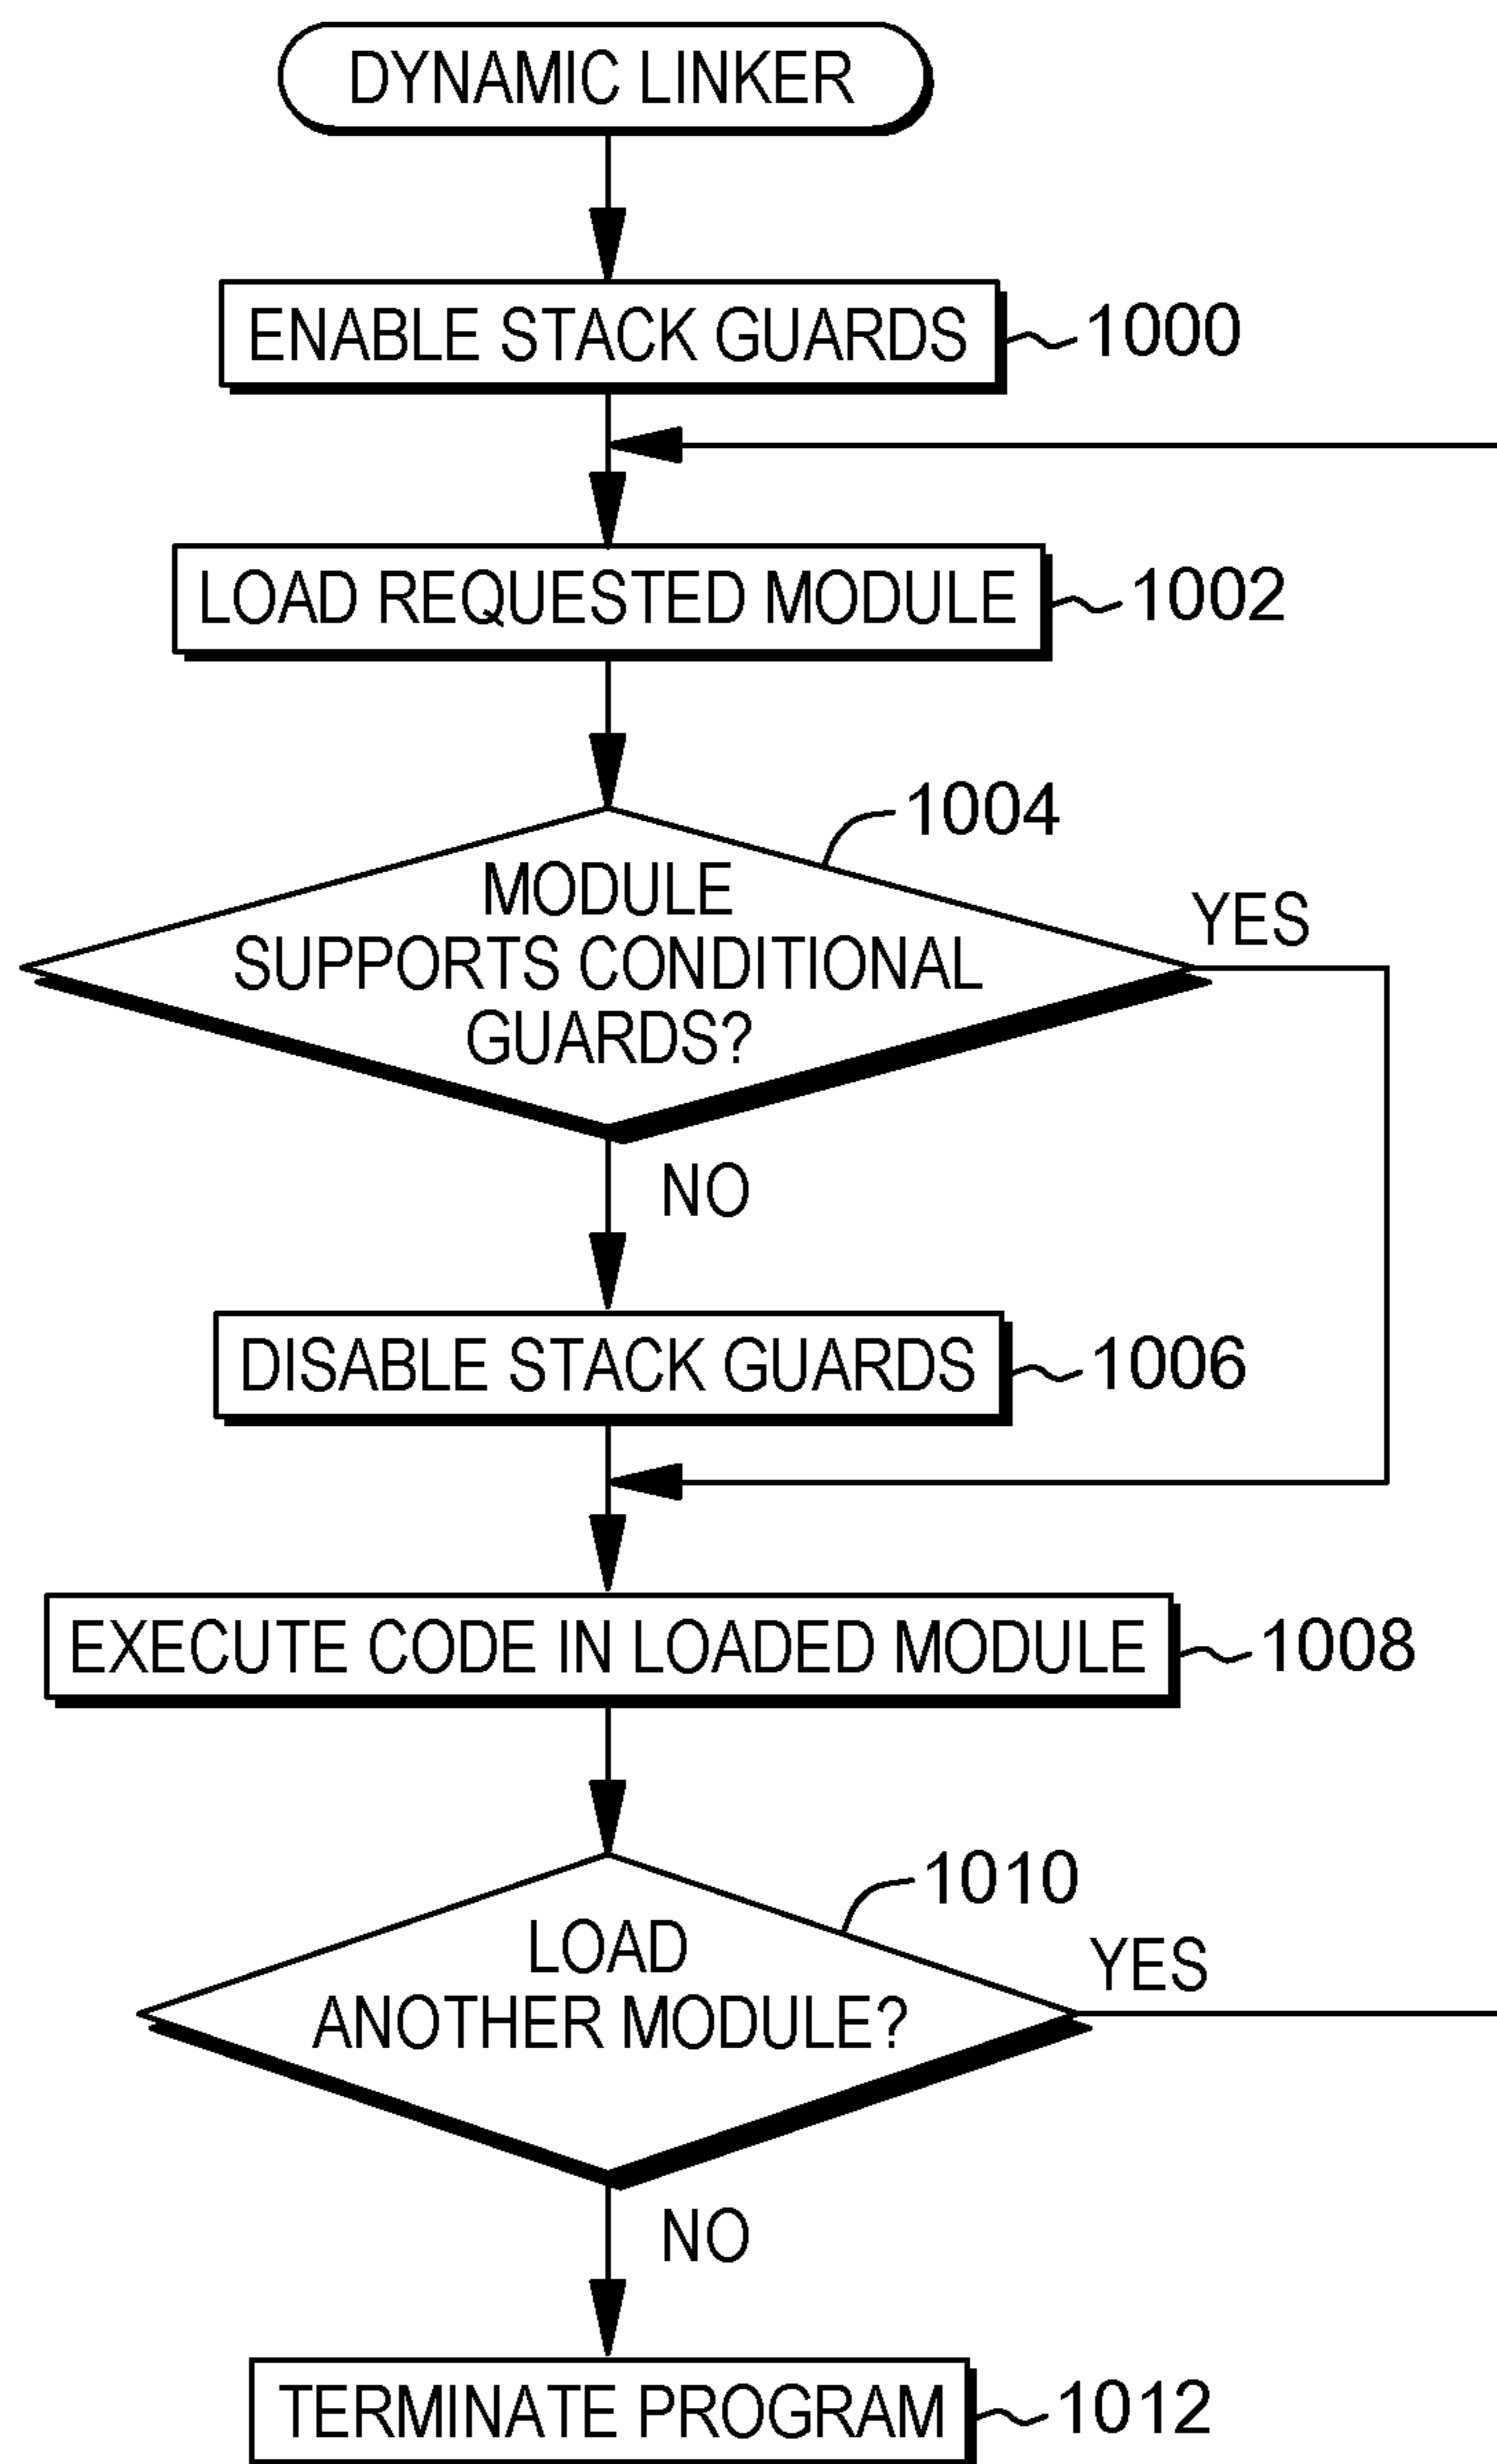 DYNAMIC LINKER
ENABLE STACK GUARDS
1000
LOAD REQUESTED MODULE
1002
1004
MODULE
SUPPORTS CONDITIONAL
GUARDS?
YES
NO
DISABLE STACK GUARDS
1006
EXECUTE CODE IN LOADED MODULE
1008
1010
LOAD
ANOTHER MODULE?
YES
NO
TERMINATE PROGRAM
1012